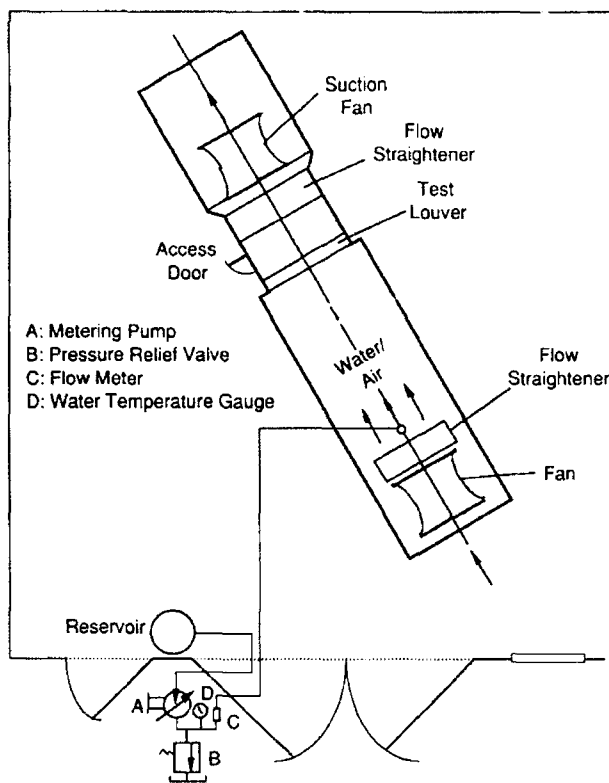 Suction
Fan
Flow
Straightener
Test
Louver
Access
Door
A: Metering Pump
B: Pressure Relief Valve
C: Flow Meter
D: Water Temperature Gauge
Water/
Air
Flow
Straightener
Fan
Reservoir
A
D
C
B